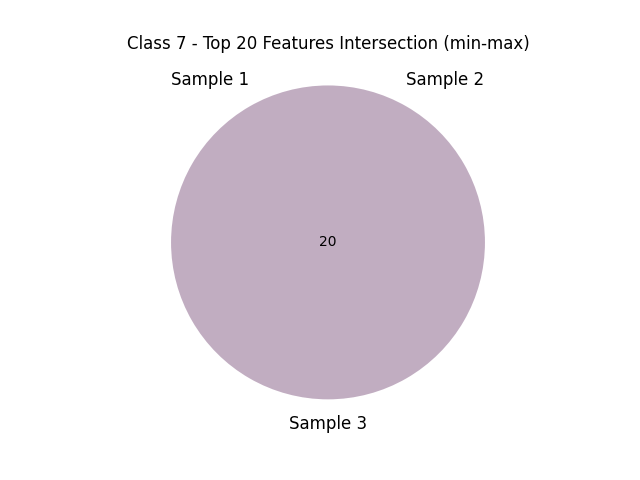 Class 7 - Top 20 Features Intersection (min-max)
Sample 1
Sample 2
20
Sample 3